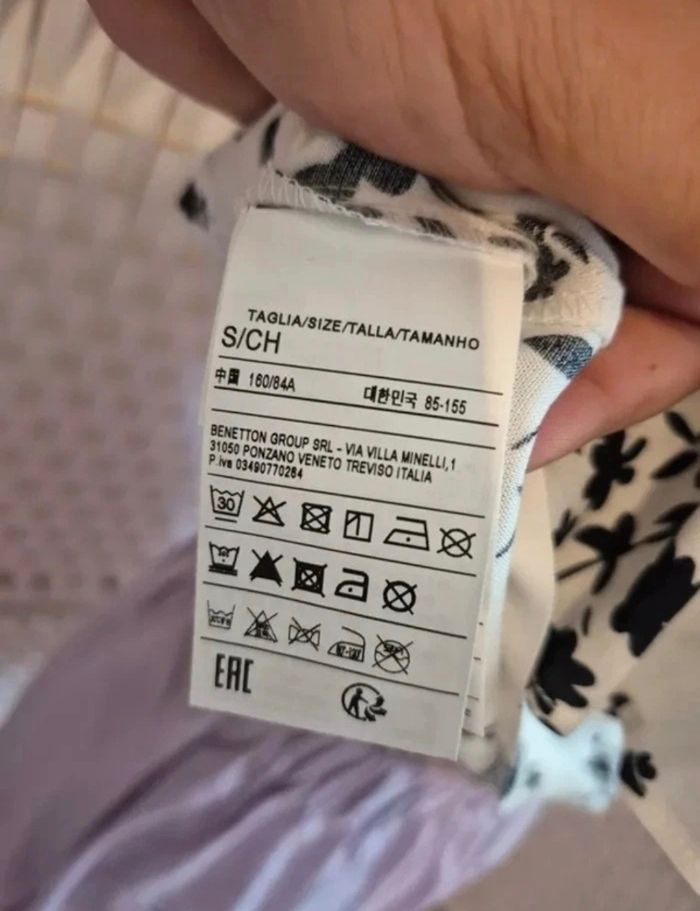 TAGLIA/SIZE/TALLA/TAMANHO
S/CH
中国 160/84A 대한민국 85-155
BENETTON GROUP SRL - VIA VILLA MINELLI,1
31050 PONZANO VENETO TREVISO ITALIA
P.iva 03490770264
30
EAC